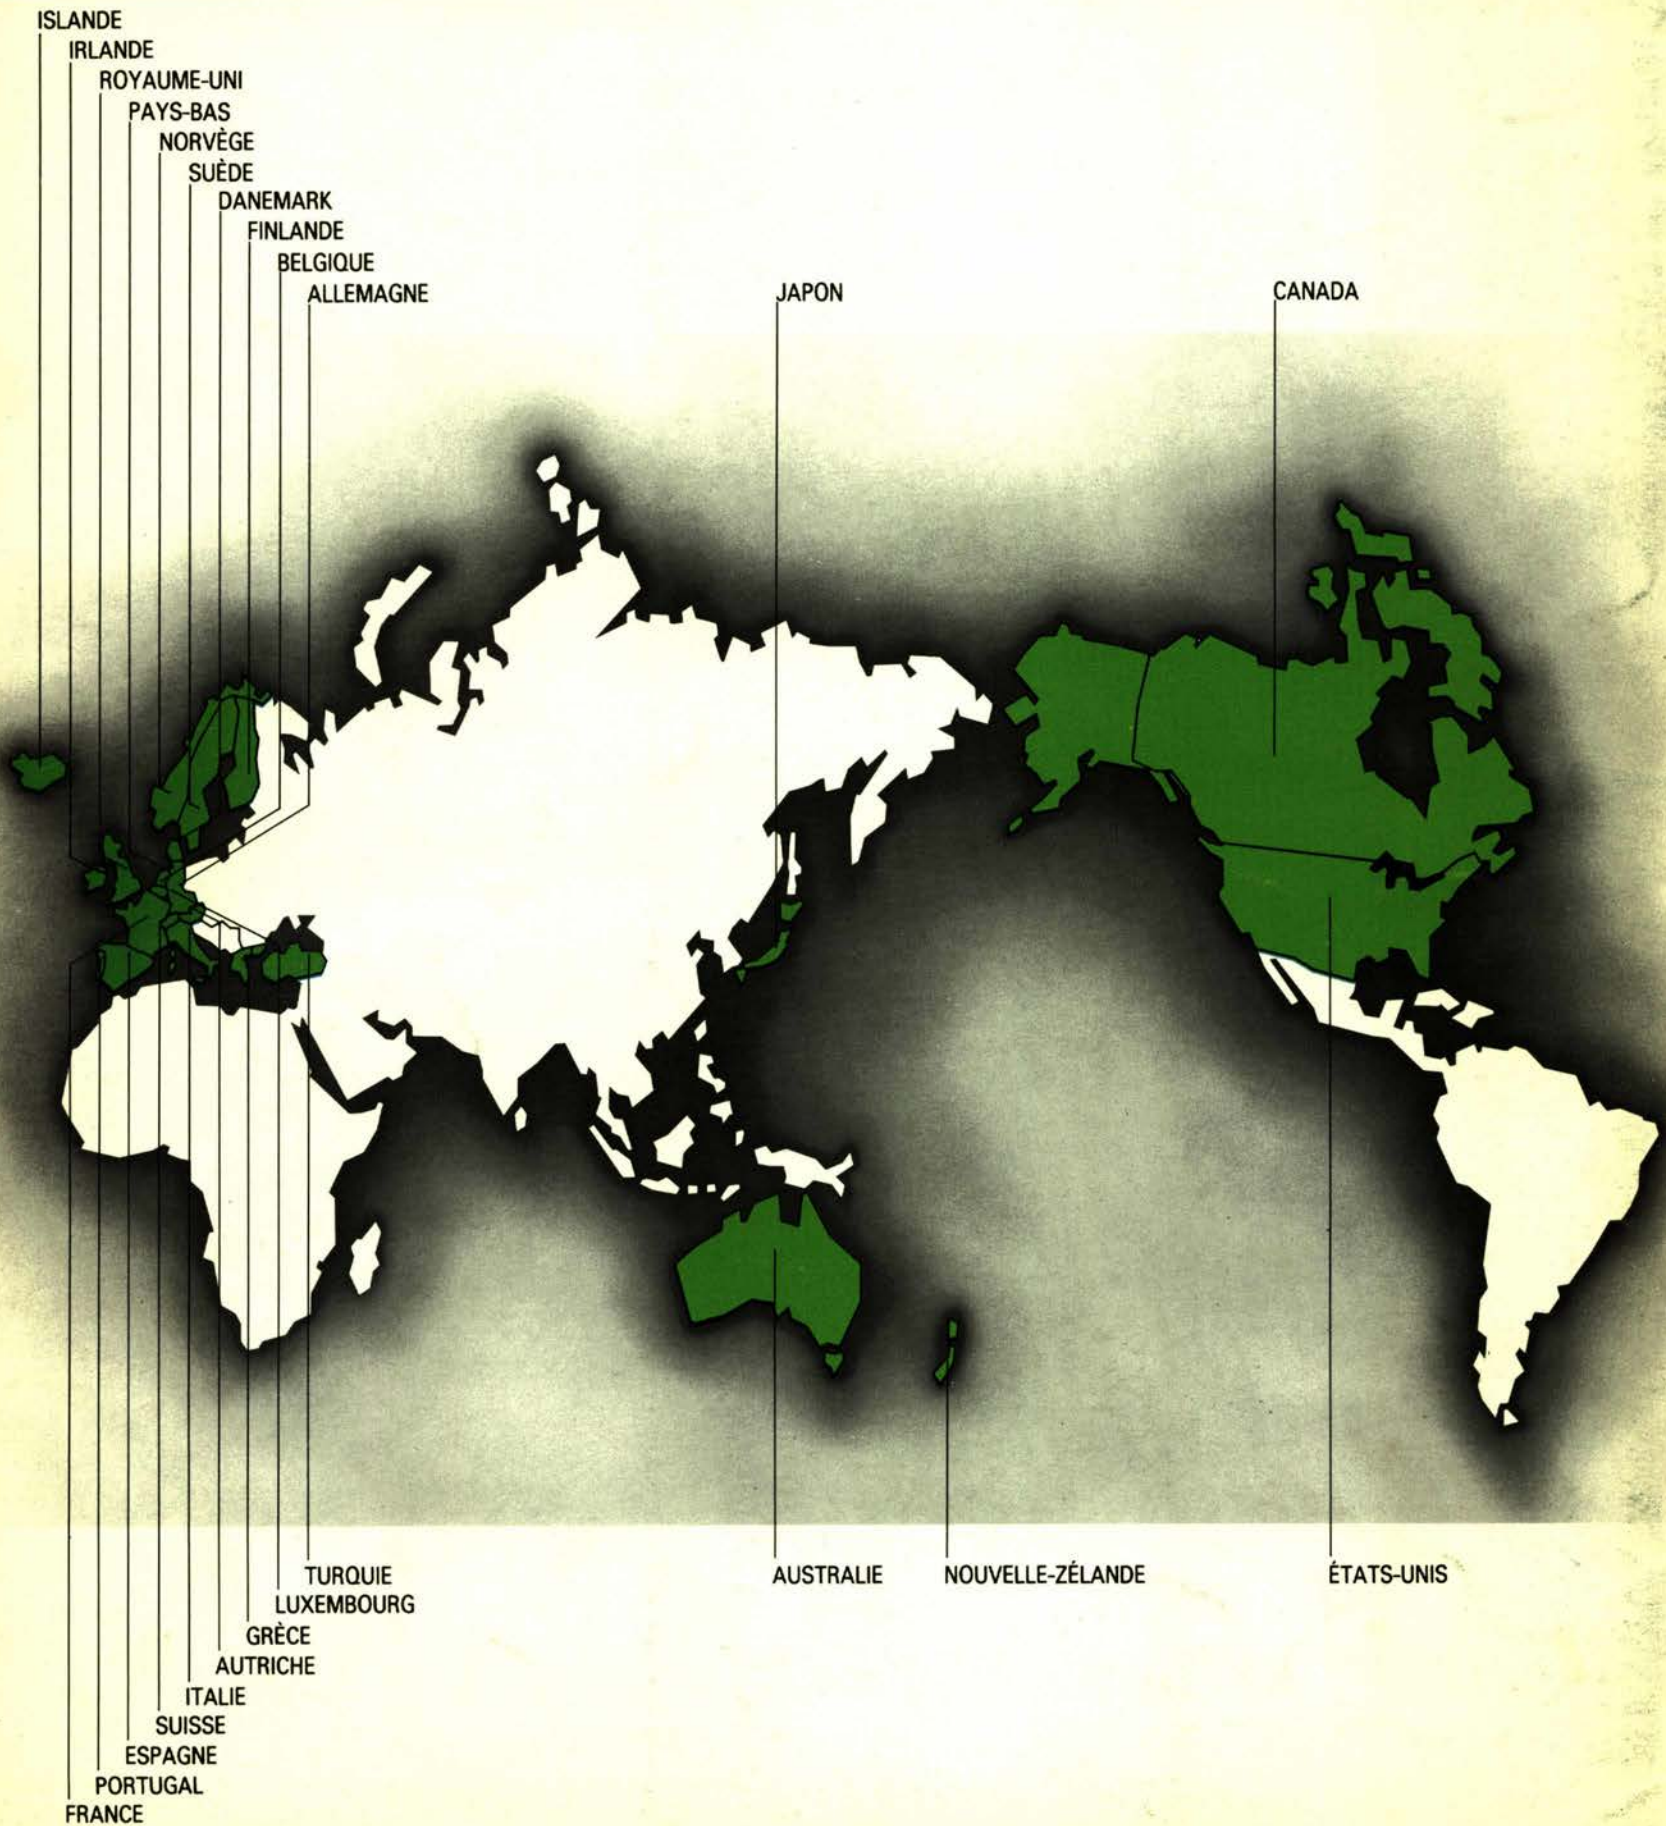 ISLANDE
IRLANDE
ROYAUME-UNI
PAYS-BAS
NORVÈGE
SUÈDE
DANEMARK
FINLANDE
BELGIQUE
ALLEMAGNE
JAPON
CANADA
TURQUIE
AUSTRALIE
NOUVELLE-ZÉLANDE
ÉTATS-UNIS
LUXEMBOURG
GRÈCE
AUTRICHE
ITALIE
SUISSE
ESPAGNE
PORTUGAL
FRANCE